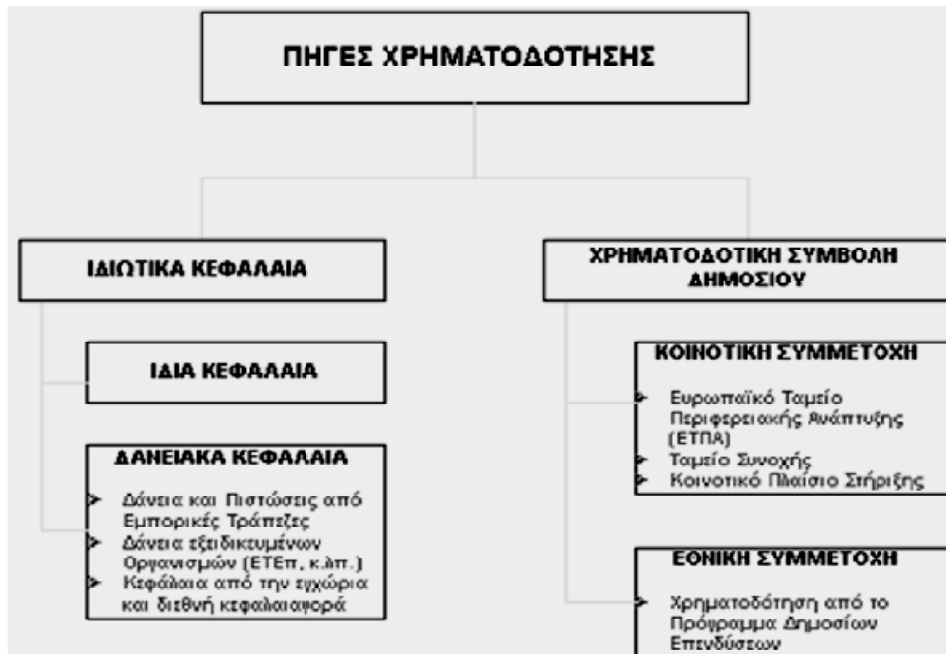 ΠΗΓΕΣ ΧΡΗΜΑΤΟΔΟΤΗΣΗΣ
ΙΔΙΩΤΙΚΑ ΚΕΦΑΛΑΙΑ
ΙΔΙΑ ΚΕΦΑΛΑΙΑ
ΔΑΝΕΙΑΚΑ ΚΕΦΑΛΑΙΑ
Δάνεια και Πιστώσεις από
Εμπορικές Τράπεζες
Δάνεια εξειδικευμένων
Οργανισμών (ΕΤΕπ, κ.λπ.)
Κεφάλαια από την εγχώρια
και διεθνή κεφαλαιαγορά
ΧΡΗΜΑΤΟΔΟΤΙΚΗ ΣΥΜΒΟΛΗ
ΔΗΜΟΣΙΟΥ
ΚΟΙΝΟΤΙΚΗ ΣΥΜΜΕΤΟΧΗ
Ευρωπαϊκό Ταμείο
Περιφερειακής Ανάπτυξης
(ΕΤΠΑ)
Ταμείο Συνοχής
Κοινοτικό Πλαίσιο Στήριξης
ΕΘΝΙΚΗ ΣΥΜΜΕΤΟΧΗ
Χρηματοδότηση από το
Πρόγραμμα Δημοσίων
Επενδύσεων